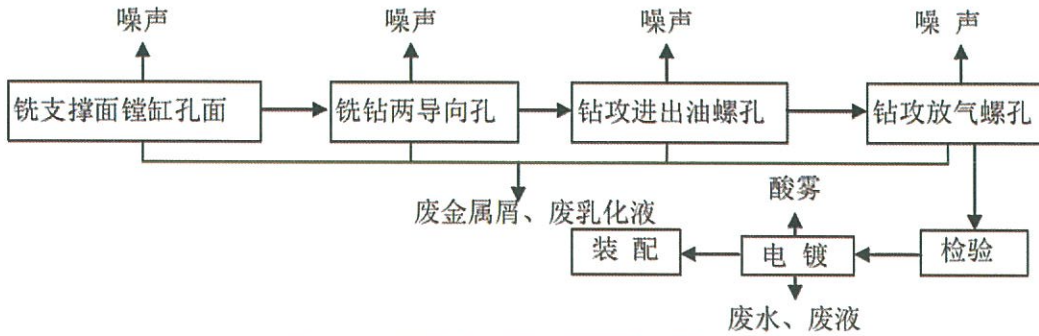 噪声 噪声 噪声 噪 声
铣支撑面镗缸孔面 铣钻两导向孔 钻攻进出油螺孔 钻攻放气螺孔
废金属屑、废乳化液 酸雾
装 配 电 镀 检验
废水、废液